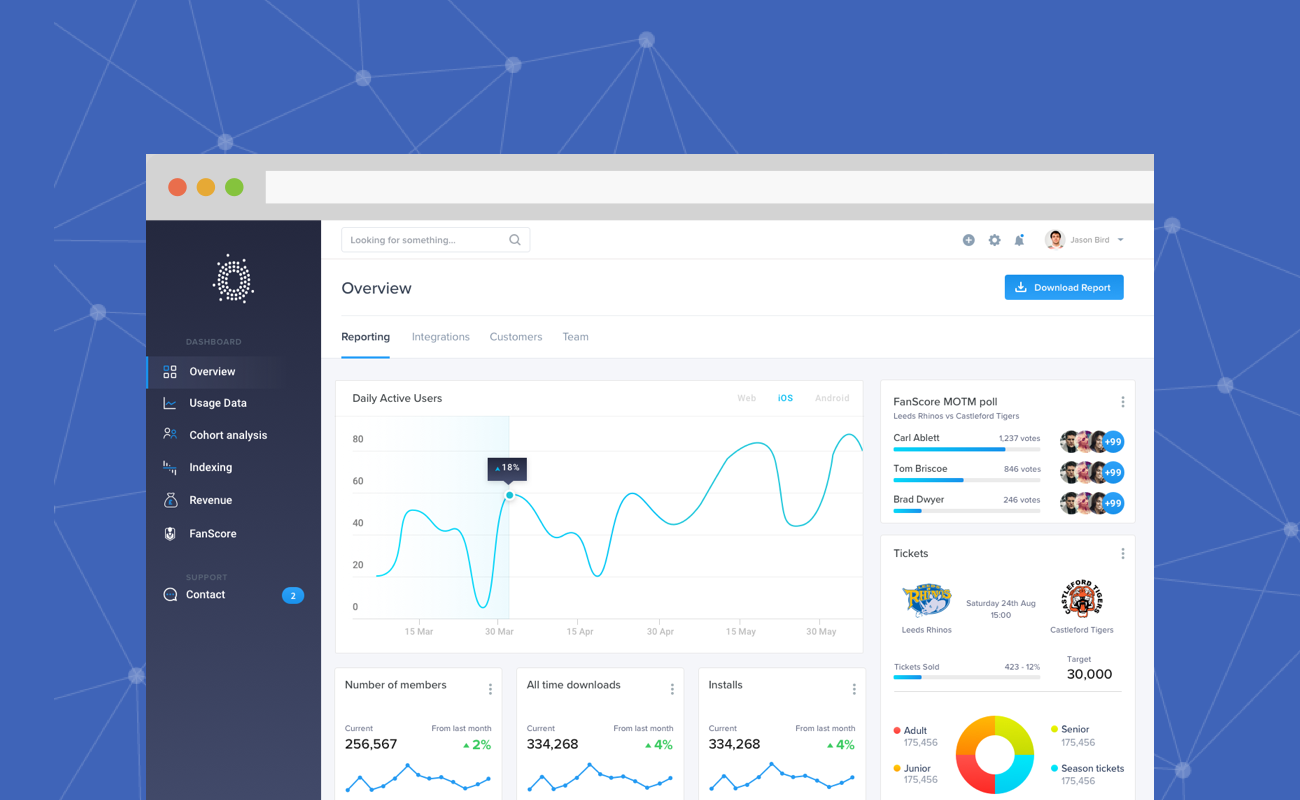 Looking for something...
Jason Bird
Overview
Download Report
Reporting
Integrations
Customers
Team
DASHBOARD
Overview
Usage Data
Cohort analysis
Indexing
Revenue
FanScore
SUPPORT
Contact
2
Daily Active Users
Web
iOS
Android
80
60
40
20
0
18%
15 Mar
30 Mar
15 Apr
30 Apr
15 May
30 May
FanScore MOTM poll
Leeds Rhinos vs Castleford Tigers
Carl Ablett
1,237 votes
+99
Tom Briscoe
846 votes
+99
Brad Dwyer
246 votes
+99
Tickets
RHINOS
Saturday 24th Aug
15:00
CASTLEFORD TIGERS
Leeds Rhinos
Castleford Tigers
Tickets Sold
423 - 12%
Target
30,000
Adult
175,456
Senior
175,456
Junior
175,456
Season tickets
175,456
Number of members
Current
From last month
256,567
2%
All time downloads
Current
From last month
334,268
4%
Installs
Current
From last month
334,268
4%